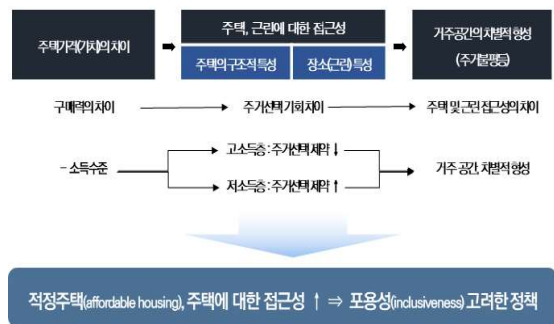 주택가격(가치)의 차이
주택, 근린에 대한 접근성
주택의 구조적 특성
장소(근린) 특성
거주공간의 차별적 형성
(주거불평등)
구매력의 차이
주거선택 기회 차이
주택 및 근린 접근성의 차이
– 소득수준
고소득층 : 주거선택 제약 ↓
저소득층 : 주거선택 제약 ↑
거주 공간, 차별적 형성
적정주택(affordable housing), 주택에 대한 접근성 ↑ ⇒ 포용성(inclusiveness) 고려한 정책